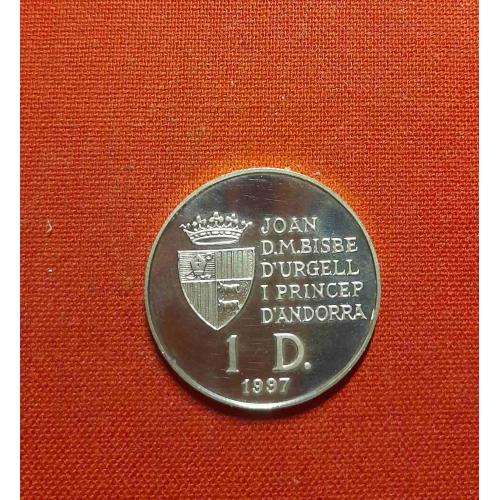 JOAN
D.M.BISBE
D'URGELL
I PRINCEP
D'ANDORRA
1 D.
1997